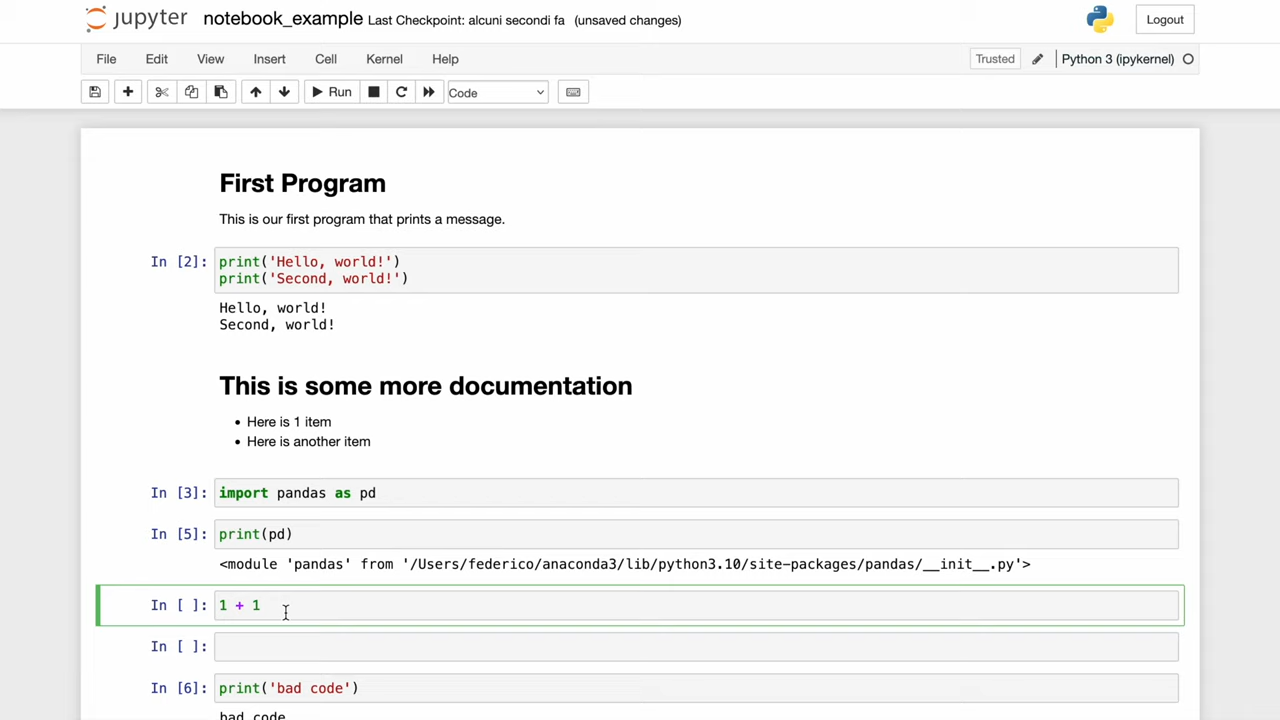 jupyter notebook_example Last Checkpoint: alcuni secondi fa (unsaved changes) Logout
File Edit View Insert Cell Kernel Help Trusted Python 3 (ipykernel)
Run Code
First Program
This is our first program that prints a message.
In [2]: print('Hello, world!')
print('Second, world!')
Hello, world!
Second, world!
This is some more documentation
• Here is 1 item
• Here is another item
In [3]: import pandas as pd
In [5]: print(pd)
<module 'pandas' from '/Users/federico/anaconda3/lib/python3.10/site-packages/pandas/__init__.py'>
In [ ]: 1 + 1
In [ ]:
In [6]: print('bad code')
bad code